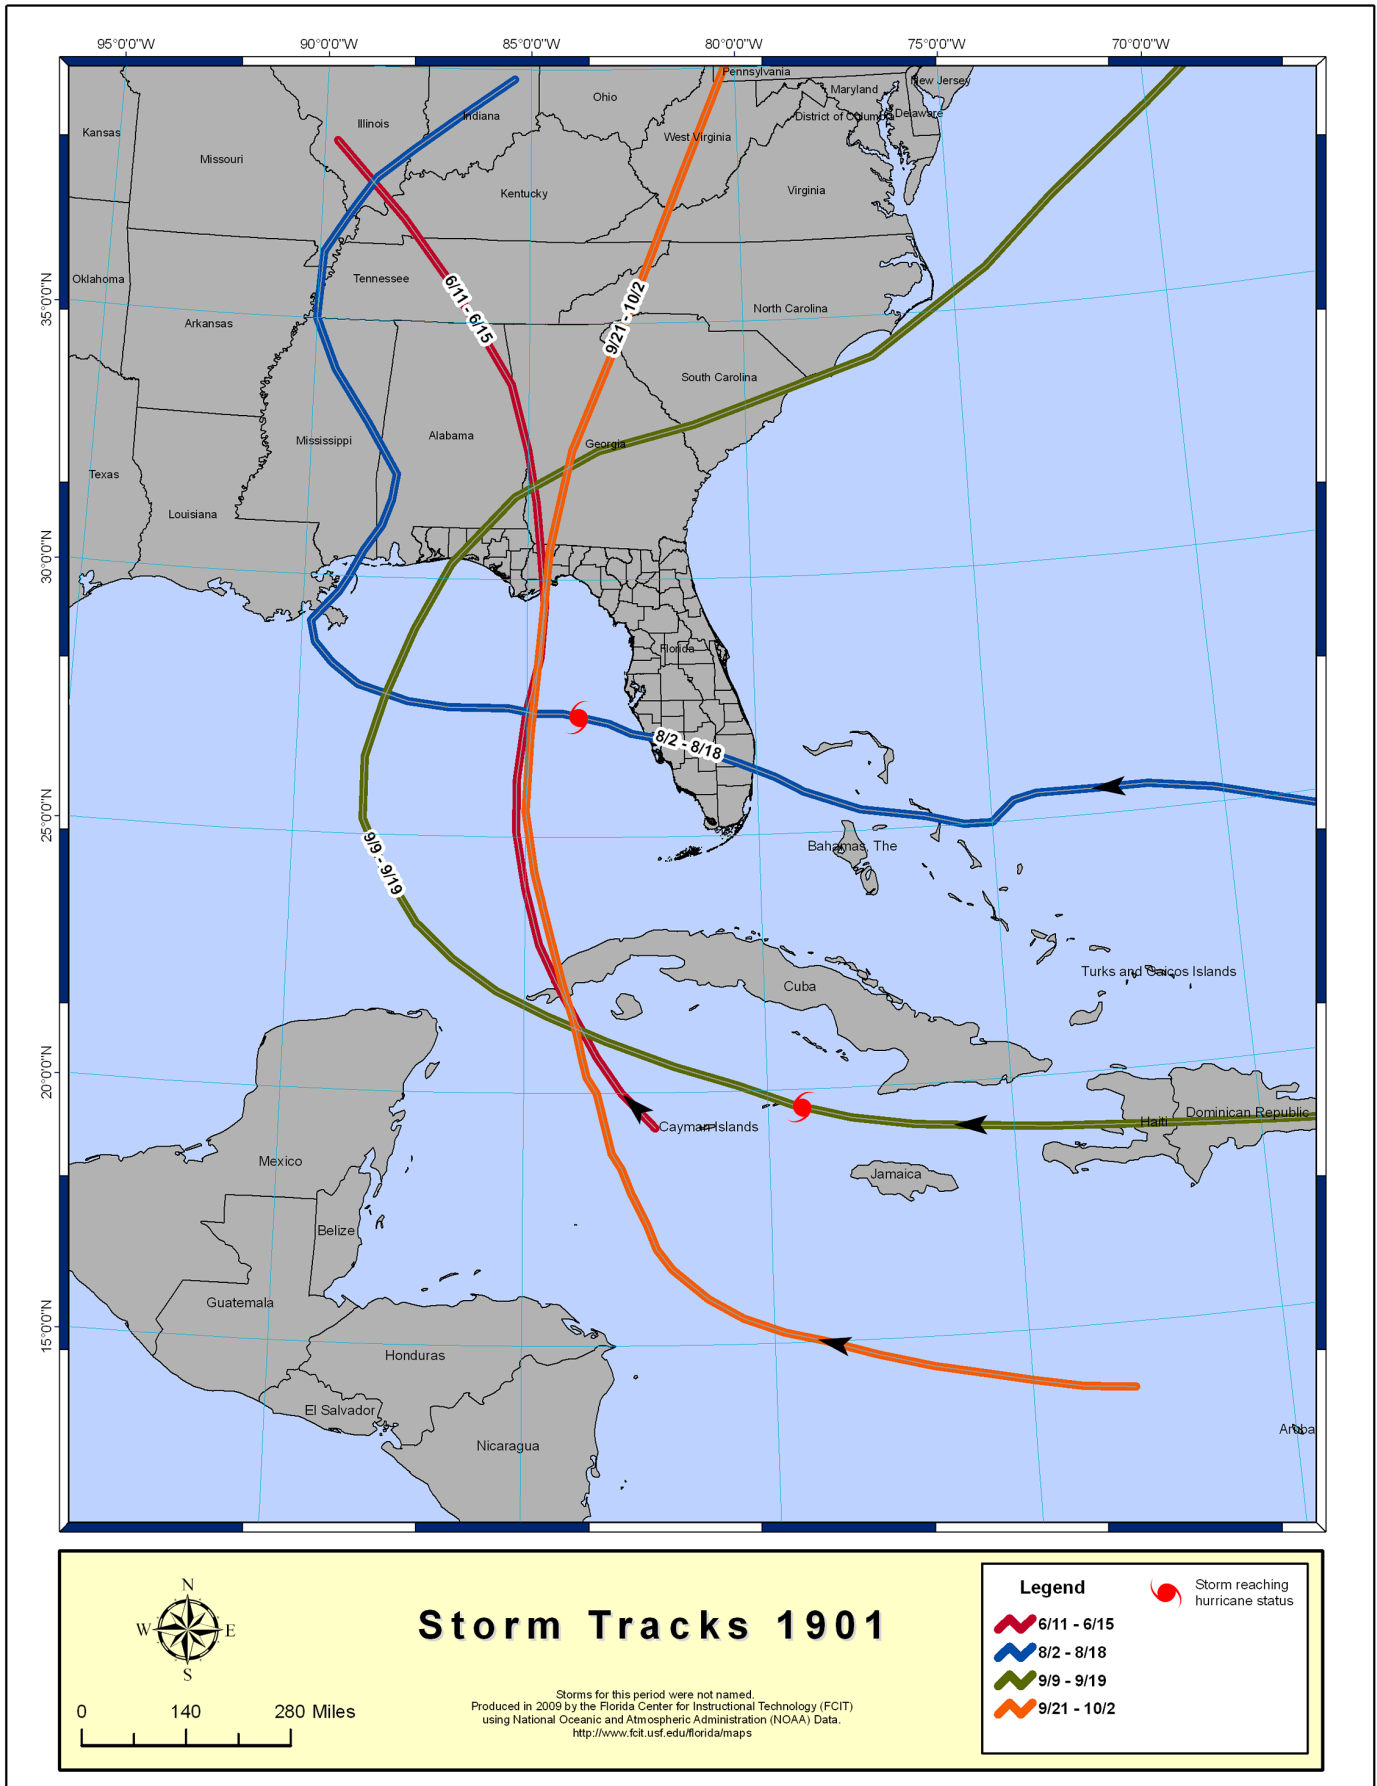 95°0'0"W 90°0'0"W 85°0'0"W 80°0'0"W 75°0'0"W 70°0'0"W
Pennsylvania
New Jersey
Maryland
Ohio
Indiana
Illinois
District of Columbia
Delaware
Kansas
West Virginia
Missouri
Kentucky
Virginia
Oklahoma
Tennessee
35°0'0"N
6/11 - 6/15
9/21 - 10/2
North Carolina
Arkansas
South Carolina
Mississippi
Alabama
Georgia
Texas
Louisiana
30°0'0"N
Florida
8/2 - 8/18
25°0'0"N
9/9 - 9/19
Bahamas, The
Turks and Caicos Islands
Cuba
20°0'0"N
Cayman Islands
Haiti
Dominican Republic
Mexico
Jamaica
Belize
Guatemala
15°0'0"N
Honduras
El Salvador
Nicaragua
Aruba
N
W E
S
0 140 280 Miles
Storm Tracks 1901
Storms for this period were not named.
Produced in 2009 by the Florida Center for Instructional Technology (FCIT)
using National Oceanic and Atmospheric Administration (NOAA) Data.
http://www.fcit.usf.edu/florida/maps
Legend
6/11 - 6/15
8/2 - 8/18
9/9 - 9/19
9/21 - 10/2
Storm reaching
hurricane status